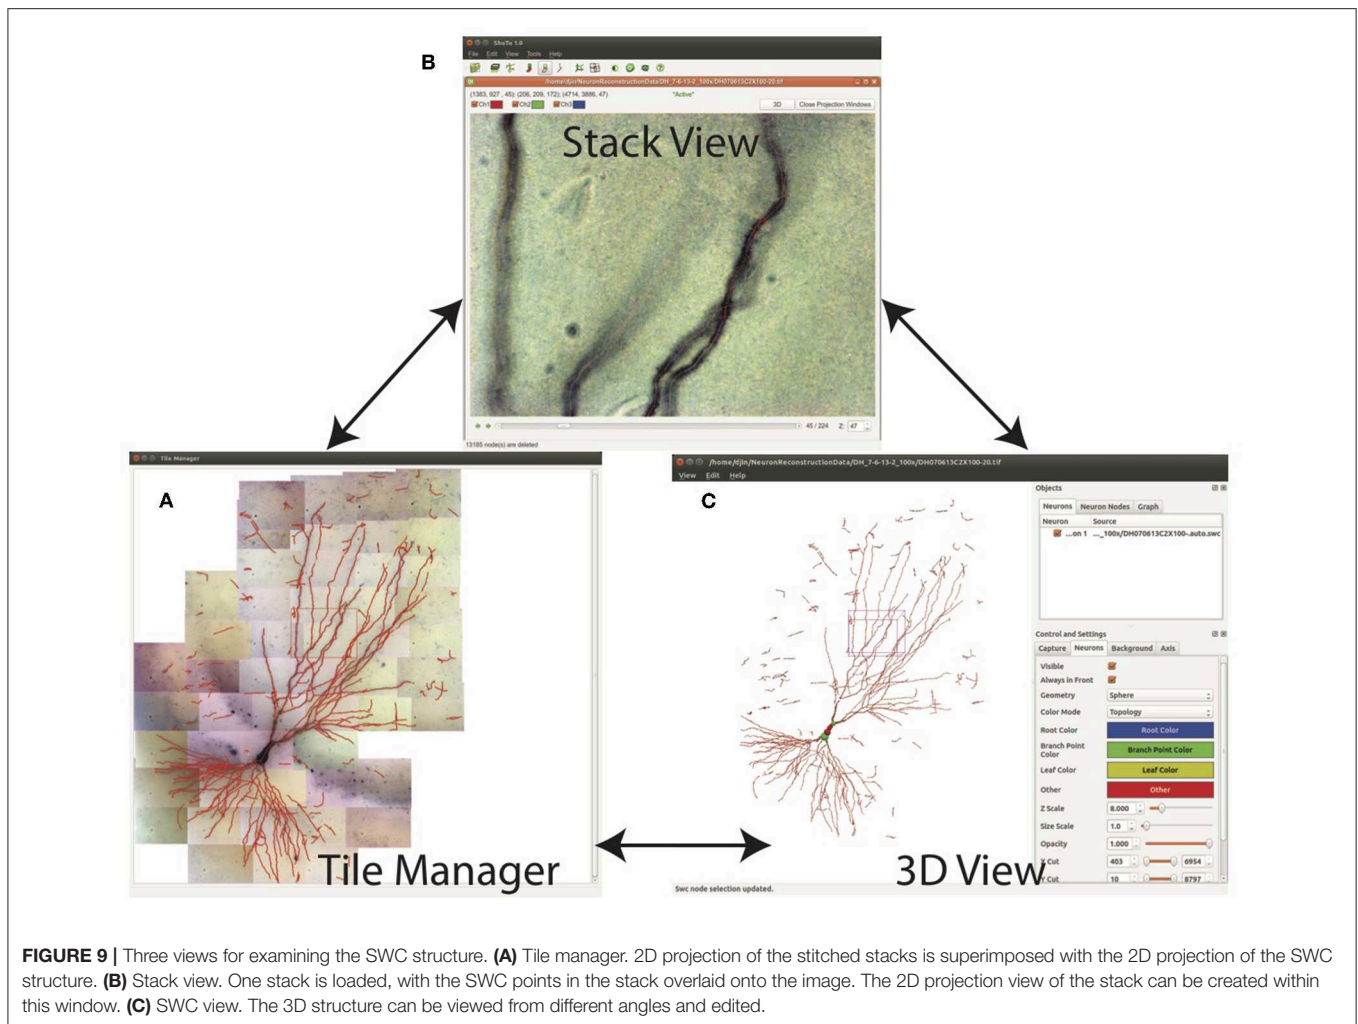 B
ShuTu 1.0
File Edit View Tools Help
/home/djin/NeuronReconstructionData/DH_7-6-13-2_100x/DH070613C2X100-20.tif
(1383, 927 , 45); (206, 209, 172); (4714, 3886, 47)
"Active"
Ch1 Ch2 Ch3
3D Close Projection Windows
Stack View
45 / 224 Z: 47
13185 node(s) are deleted
Tile Manager
A
Tile Manager
/home/djin/NeuronReconstructionData/DH_7-6-13-2_100x/DH070613C2X100-20.tif
View Edit Help
C
Objects
Neurons Neuron Nodes Graph
Neuron Source
...on 1 ..._100x/DH070613C2X100-.auto.swc
Control and Settings
Capture Neurons Background Axis
Visible
Always in Front
Geometry Sphere
Color Mode Topology
Root Color Root Color
Branch Point
Color Branch Point Color
Leaf Color Leaf Color
Other Other
Z Scale 8.000
Size Scale 1.0
Opacity 1.000
X Cut 403 6954
Y Cut 10 8797
3D View
Swc node selection updated.
FIGURE 9 | Three views for examining the SWC structure. (A) Tile manager. 2D projection of the stitched stacks is superimposed with the 2D projection of the SWC
structure. (B) Stack view. One stack is loaded, with the SWC points in the stack overlaid onto the image. The 2D projection view of the stack can be created within
this window. (C) SWC view. The 3D structure can be viewed from different angles and edited.